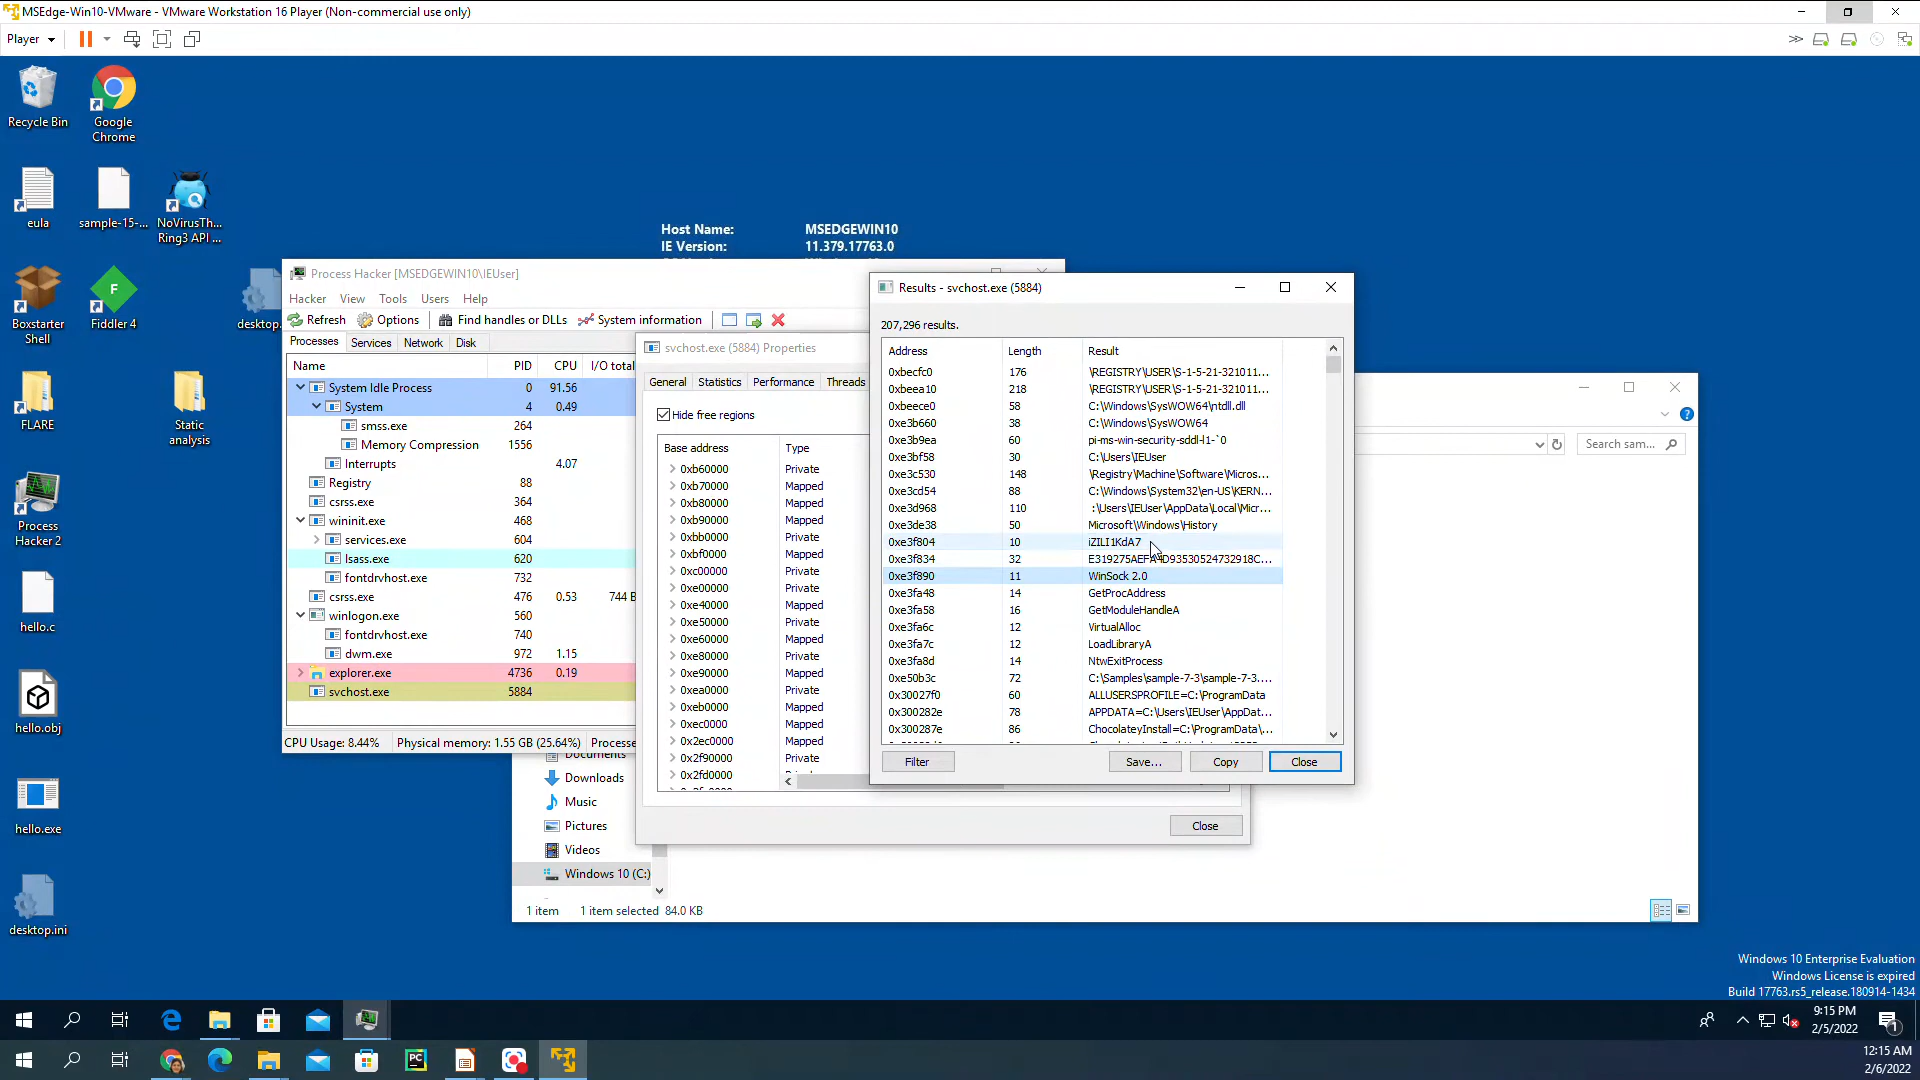 MSEdge-Win10-VMware - VMware Workstation 16 Player (Non-commercial use only)
Player
Recycle Bin
Google Chrome
eula
sample-15-...
NoVirusTh... Ring3 API ...
Boxstarter Shell
Fiddler 4
desktop.
FLARE
Static analysis
Process Hacker 2
hello.c
hello.obj
hello.exe
desktop.ini
Host Name: MSEDGEWIN10
IE Version: 11.379.17763.0
Process Hacker [MSEDGEWIN10\IEUser]
Hacker View Tools Users Help
Refresh Options Find handles or DLLs System information
Processes Services Network Disk
Name PID CPU I/O total
System Idle Process 0 91.56
System 4 0.49
smss.exe 264
Memory Compression 1556
Interrupts 4.07
Registry 88
csrss.exe 364
wininit.exe 468
services.exe 604
lsass.exe 620
fontdrvhost.exe 732
csrss.exe 476 0.53 744 B
winlogon.exe 560
fontdrvhost.exe 740
dwm.exe 972 1.15
explorer.exe 4736 0.19
svchost.exe 5884
CPU Usage: 8.44% Physical memory: 1.55 GB (25.64%) Processe
svchost.exe (5884) Properties
General Statistics Performance Threads
Hide free regions
Base address Type
0xb60000 Private
0xb70000 Mapped
0xb80000 Mapped
0xb90000 Mapped
0xbb0000 Mapped
0xbf0000 Mapped
0xc00000 Private
0xe00000 Private
0xe40000 Mapped
0xe50000 Private
0xe60000 Mapped
0xe80000 Private
0xe90000 Mapped
0xea0000 Private
0xeb0000 Mapped
0xec0000 Private
0x2ec0000 Mapped
0x2f90000 Private
0x2fd0000
Close
Results - svchost.exe (5884)
207,296 results.
Address Length Result
0xbecfc0 176 \REGISTRY\USER\S-1-5-21-321011...
0xbeea10 218 \REGISTRY\USER\S-1-5-21-321011...
0xbeece0 58 C:\Windows\SysWOW64\ntdll.dll
0xe3b660 38 C:\Windows\SysWOW64
0xe3b9ea 60 pi-ms-win-security-sddl-l1-`0
0xe3bf58 30 C:\Users\IEUser
0xe3c530 148 \Registry\Machine\Software\Micros...
0xe3cd54 88 C:\Windows\System32\en-US\KERN...
0xe3d968 110 :\Users\IEUser\AppData\Local\Micr...
0xe3de38 50 Microsoft\Windows\History
0xe3f804 10 iZILI1KdA7
0xe3f834 32
0xe3f890 11 WinSock 2.0
0xe3fa48 14 GetProcAddress
0xe3fa58 16 GetModuleHandleA
0xe3fa6c 12 VirtualAlloc
0xe3fa7c 12 LoadLibraryA
0xe3fa8d 14 NtwExitProcess
0xe50b3c 72 C:\Samples\sample-7-3\sample-7-3....
0x30027f0 60 ALLUSERSPROFILE=C:\ProgramData
0x300282e 78 APPDATA=C:\Users\IEUser\AppDat...
0x300287e 86 ChocolateyInstall=C:\ProgramData\...
Filter Save... Copy Close
Search sam...
Documents
Downloads
Music
Pictures
Videos
Windows 10 (C:)
1 item 1 item selected 84.0 KB
Windows 10 Enterprise Evaluation
Windows License is expired
Build 17763.rs5_release.180914-1434
9:15 PM
2/5/2022
1
12:15 AM
2/6/2022